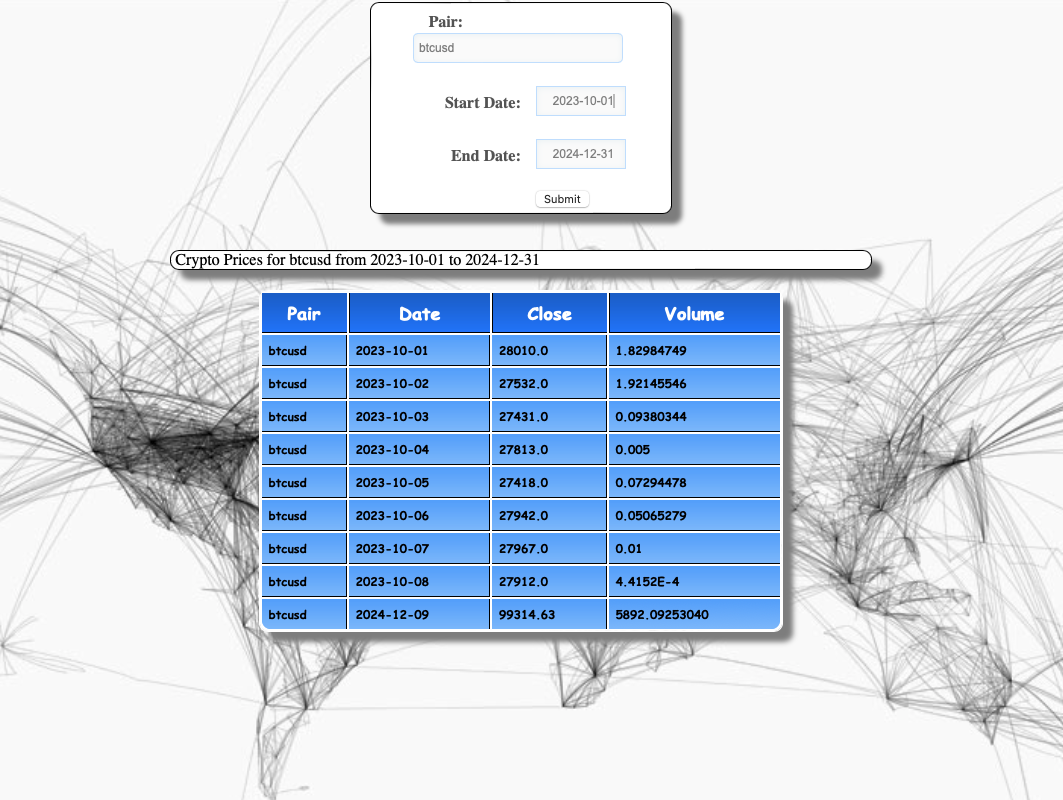 Pair:
btcusd
Start Date: 2023-10-01
End Date: 2024-12-31
Submit
Crypto Prices for btcusd from 2023-10-01 to 2024-12-31
Pair Date Close Volume
btcusd 2023-10-01 28010.0 1.82984749
btcusd 2023-10-02 27532.0 1.92145546
btcusd 2023-10-03 27431.0 0.09380344
btcusd 2023-10-04 27813.0 0.005
btcusd 2023-10-05 27418.0 0.07294478
btcusd 2023-10-06 27942.0 0.05065279
btcusd 2023-10-07 27967.0 0.01
btcusd 2023-10-08 27912.0 4.4152E-4
btcusd 2024-12-09 99314.63 5892.09253040